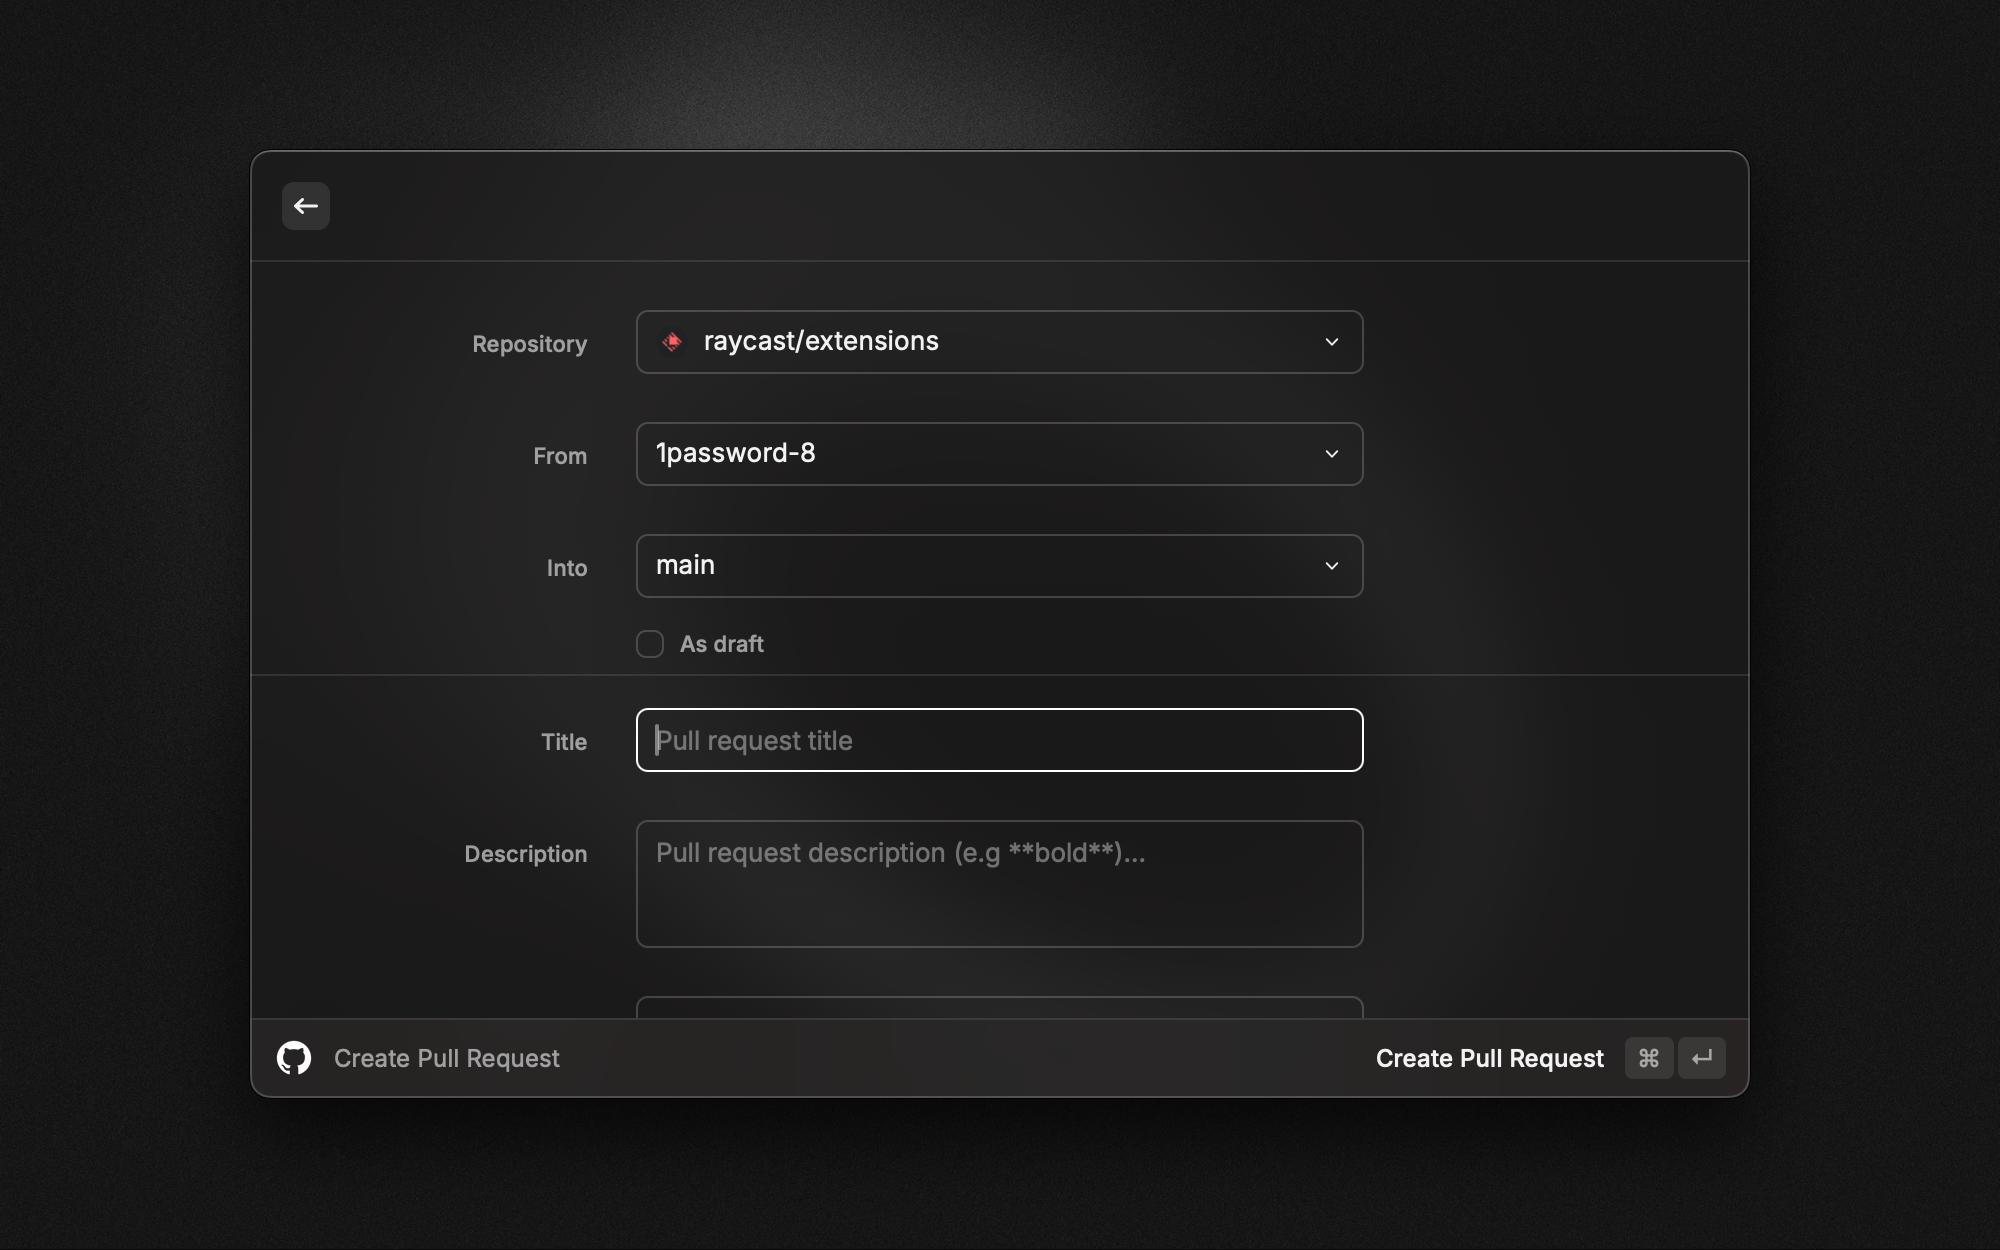 Repository
raycast/extensions
From
1password-8
Into
main
As draft
Title
Pull request title
Description
Pull request description (e.g **bold**)...
Create Pull Request
Create Pull Request ⌘ ↵